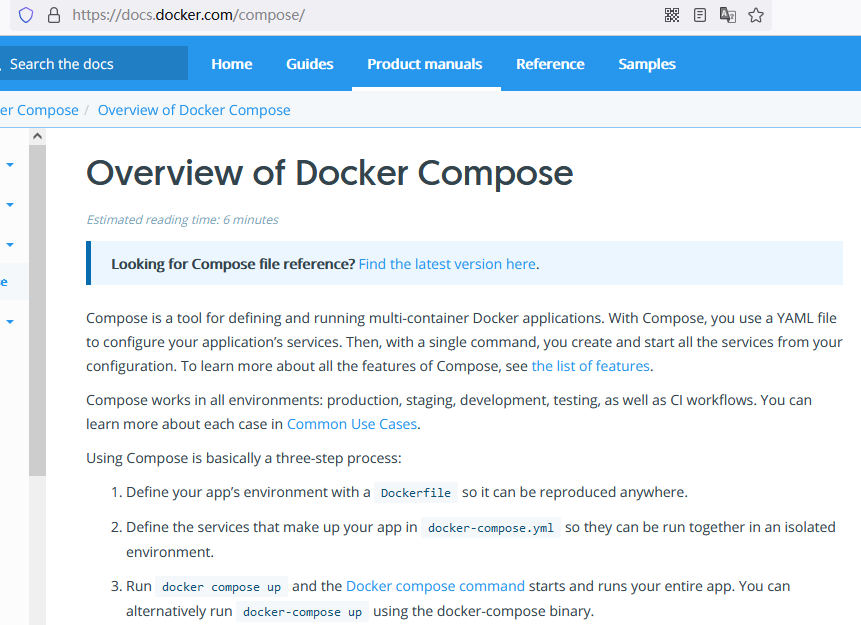 https://docs.docker.com/compose/
Search the docs
Home
Guides
Product manuals
Reference
Samples
er Compose / Overview of Docker Compose
Overview of Docker Compose
Estimated reading time: 6 minutes
Looking for Compose file reference? Find the latest version here.
Compose is a tool for defining and running multi-container Docker applications. With Compose, you use a YAML file
to configure your application’s services. Then, with a single command, you create and start all the services from your
configuration. To learn more about all the features of Compose, see the list of features.
Compose works in all environments: production, staging, development, testing, as well as CI workflows. You can
learn more about each case in Common Use Cases.
Using Compose is basically a three-step process:
1. Define your app’s environment with a Dockerfile so it can be reproduced anywhere.
2. Define the services that make up your app in docker-compose.yml so they can be run together in an isolated
environment.
3. Run docker compose up and the Docker compose command starts and runs your entire app. You can
alternatively run docker-compose up using the docker-compose binary.